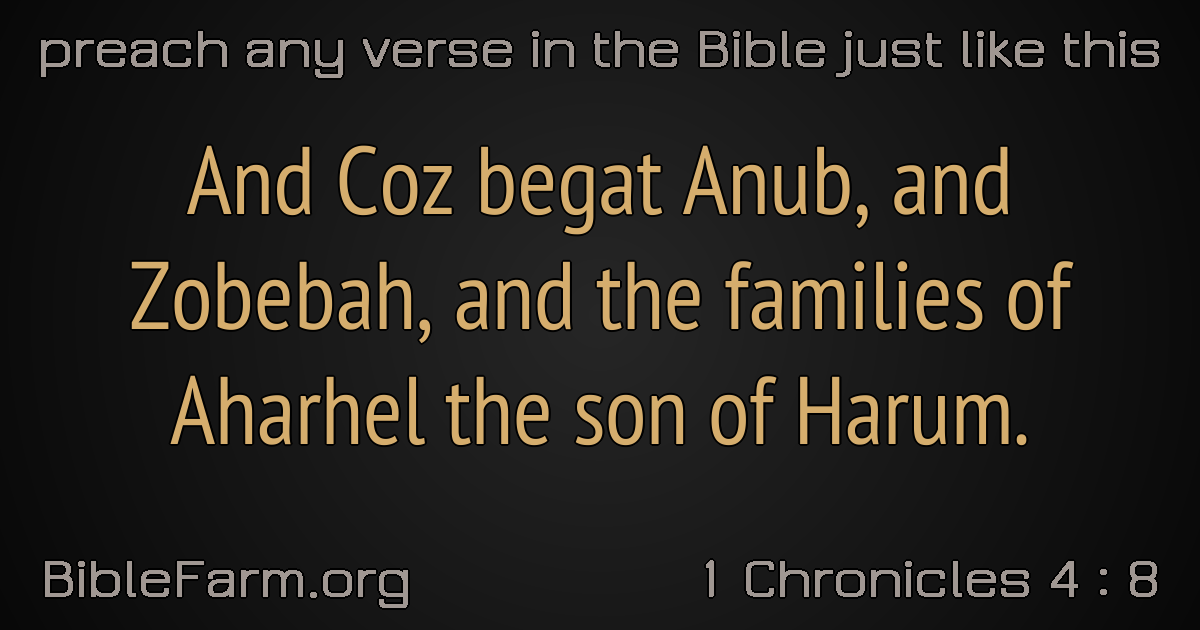 preach any verse in the Bible just like this
And Coz begat Anub, and
Zobebah, and the families of
Aharhel the son of Harum.
BibleFarm.org
1 Chronicles 4 : 8